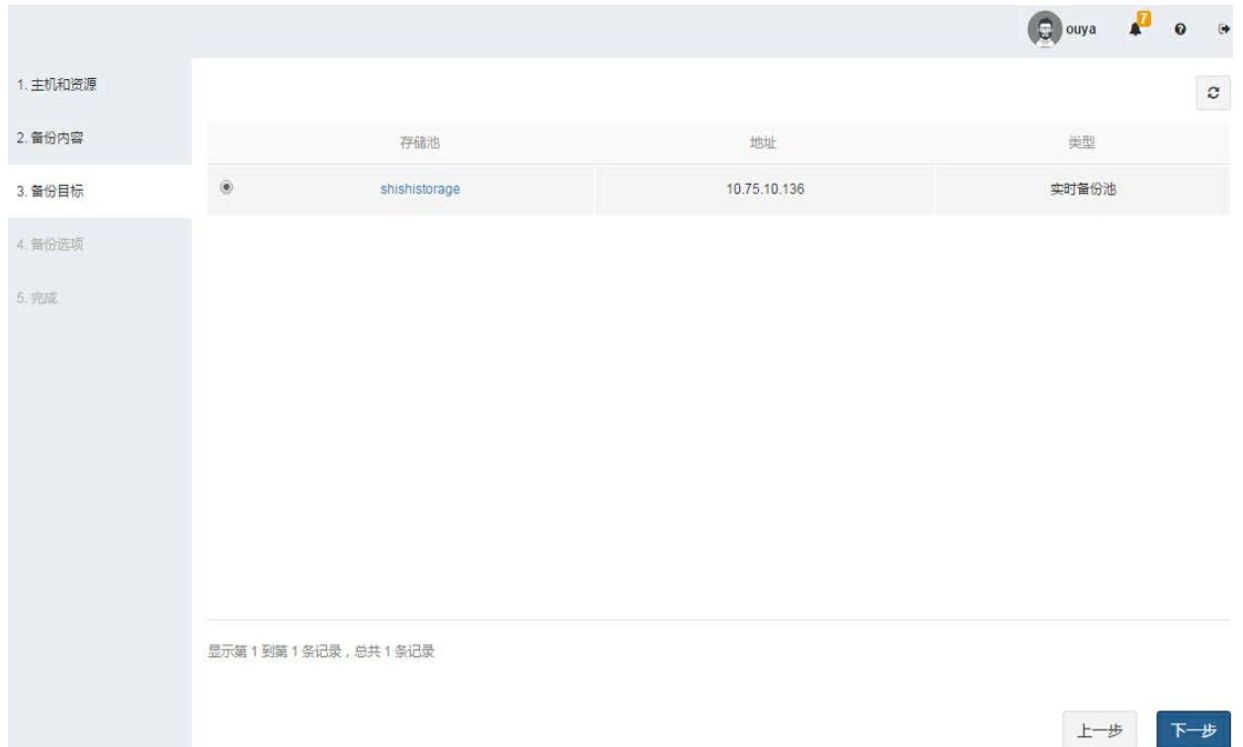 ouya 7
1. 主机和资源
2. 备份内容
存储池 地址 类型
3. 备份目标
shishistorage 10.75.10.136 实时备份池
4. 备份选项
5. 完成
显示第 1 到第 1 条记录，总共 1 条记录
上一步 下一步